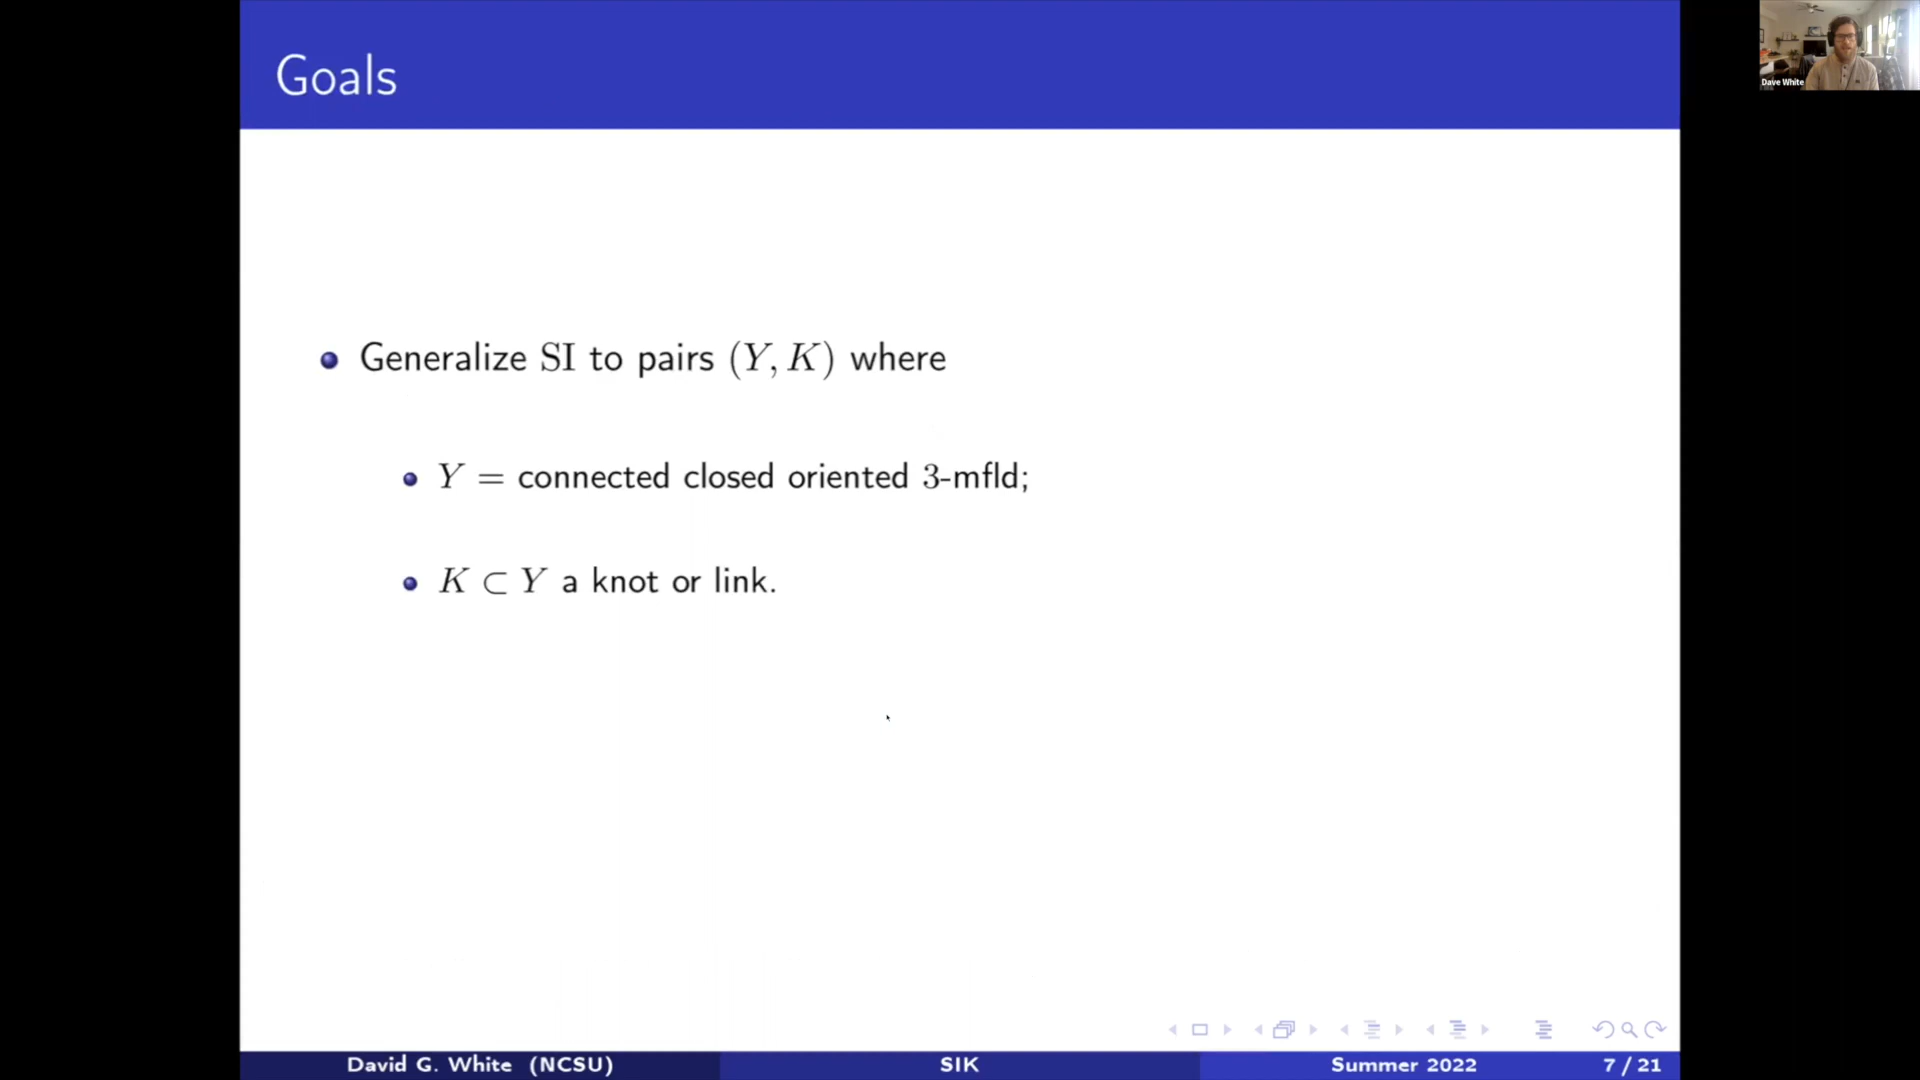 Goals
Dave White
Generalize SI to pairs (Y, K) where
Y = connected closed oriented 3-mfld;
K ⊂ Y a knot or link.
David G. White (NCSU) SIK Summer 2022 7 / 21